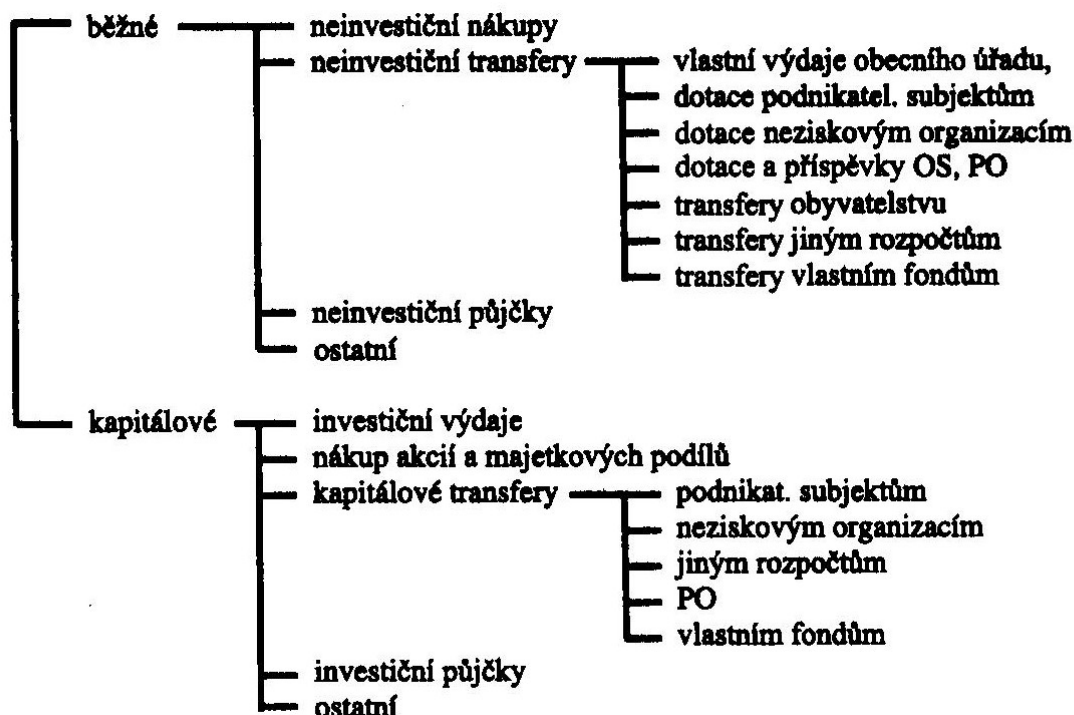 běžné
neinvestiční nákupy
neinvestiční transfery
vlastní výdaje obecního úřadu,
dotace podnikatel. subjektům
dotace neziskovým organizacím
dotace a příspěvky OS, PO
transfery obyvatelstvu
transfery jiným rozpočtům
transfery vlastním fondům
neinvestiční půjčky
ostatní
kapitálové
investiční výdaje
nákup akcií a majetkových podílů
kapitálové transfery
podnikat. subjektům
neziskovým organizacím
jiným rozpočtům
PO
vlastním fondům
investiční půjčky
ostatní